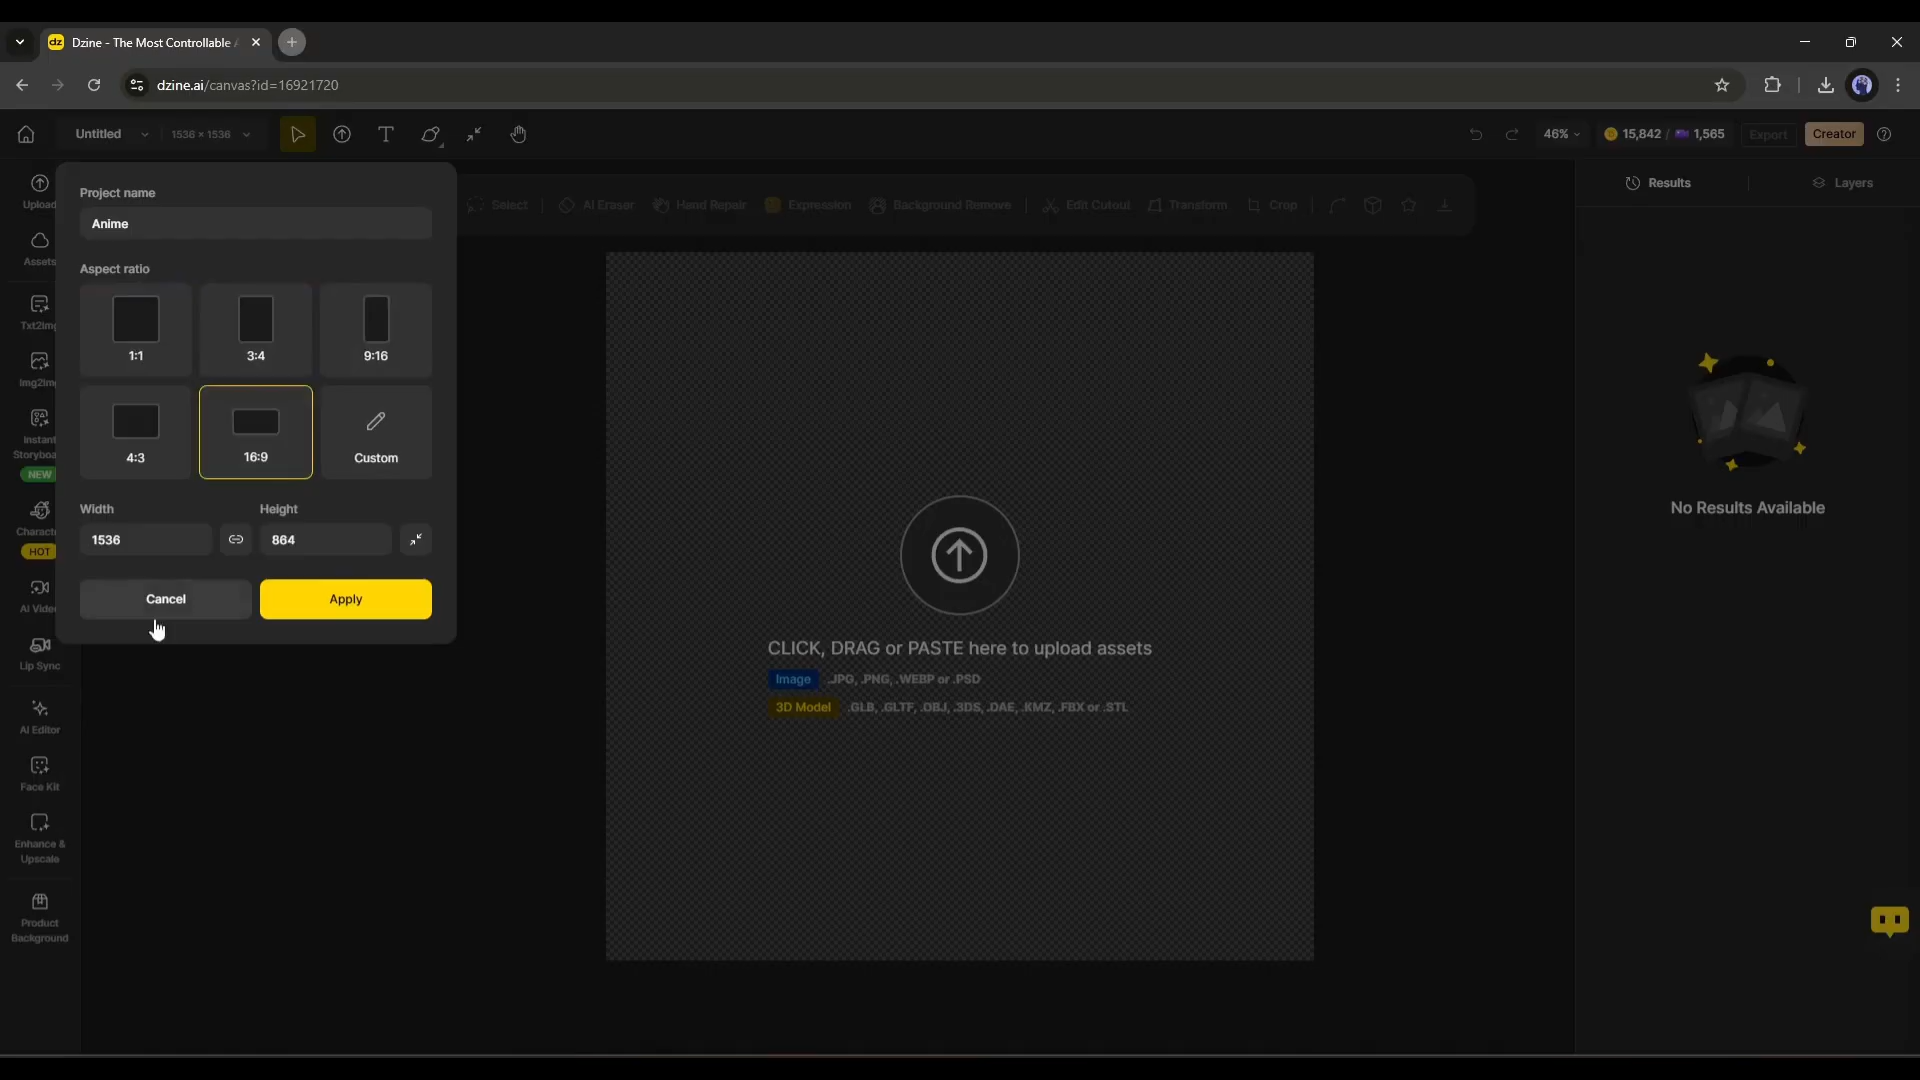 Dzine - The Most Controllable
dzine.ai/canvas?id=16921720
Untitled
1536 × 1536
46%
15,842 / 1,565
Export
Creator
Upload
Assets
Txt2Img
Img2Img
Instant
Storyboa
NEW
Characte
HOT
AI Video
Lip Sync
AI Editor
Face Kit
Enhance &
Upscale
Product
Background
Project name
Anime
Aspect ratio
1:1
3:4
9:16
4:3
16:9
Custom
Width
Height
1536
864
Cancel
Apply
Select
AI Eraser
Hand Repair
Expression
Background Remove
Edit Cutout
Transform
Crop
CLICK, DRAG or PASTE here to upload assets
Image .JPG, .PNG, .WEBP or .PSD
3D Model .GLB, .GLTF, .OBJ, .3DS, .DAE, .KMZ, .FBX or .STL
Results
Layers
No Results Available